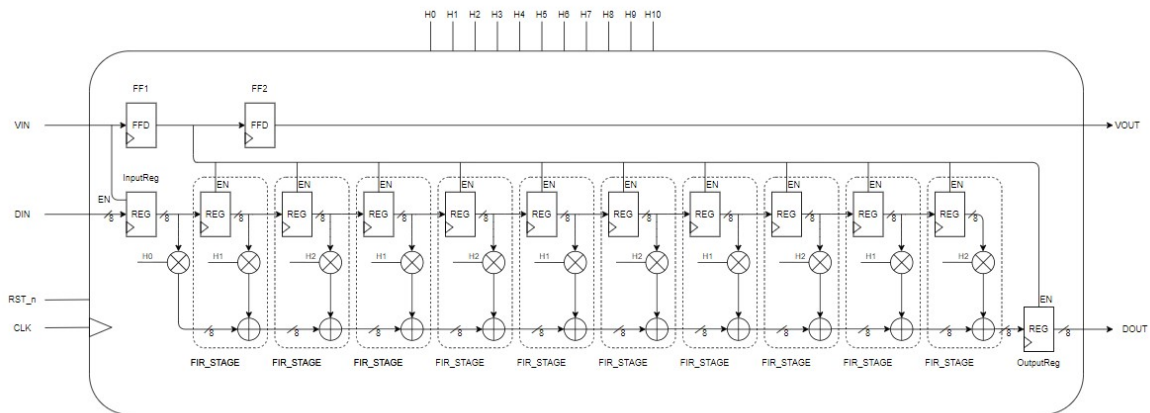 H0 H1 H2 H3 H4 H5 H6 H7 H8 H9 H10
FF1 FF2
VIN FFD FFD VOUT
InputReg
EN EN EN EN EN EN EN EN EN EN EN
DIN 8 REG 8 REG 8 REG 8 REG 8 REG 8 REG 8 REG 8 REG 8 REG 8 REG 8 REG 8
H0 H1 H2 H1 H2 H1 H2 H1 H2 H1 H2
RST_n EN
CLK 8 8 8 8 8 8 8 8 8 8 8 REG 8 DOUT
FIR_STAGE FIR_STAGE FIR_STAGE FIR_STAGE FIR_STAGE FIR_STAGE FIR_STAGE FIR_STAGE FIR_STAGE FIR_STAGE OutputReg